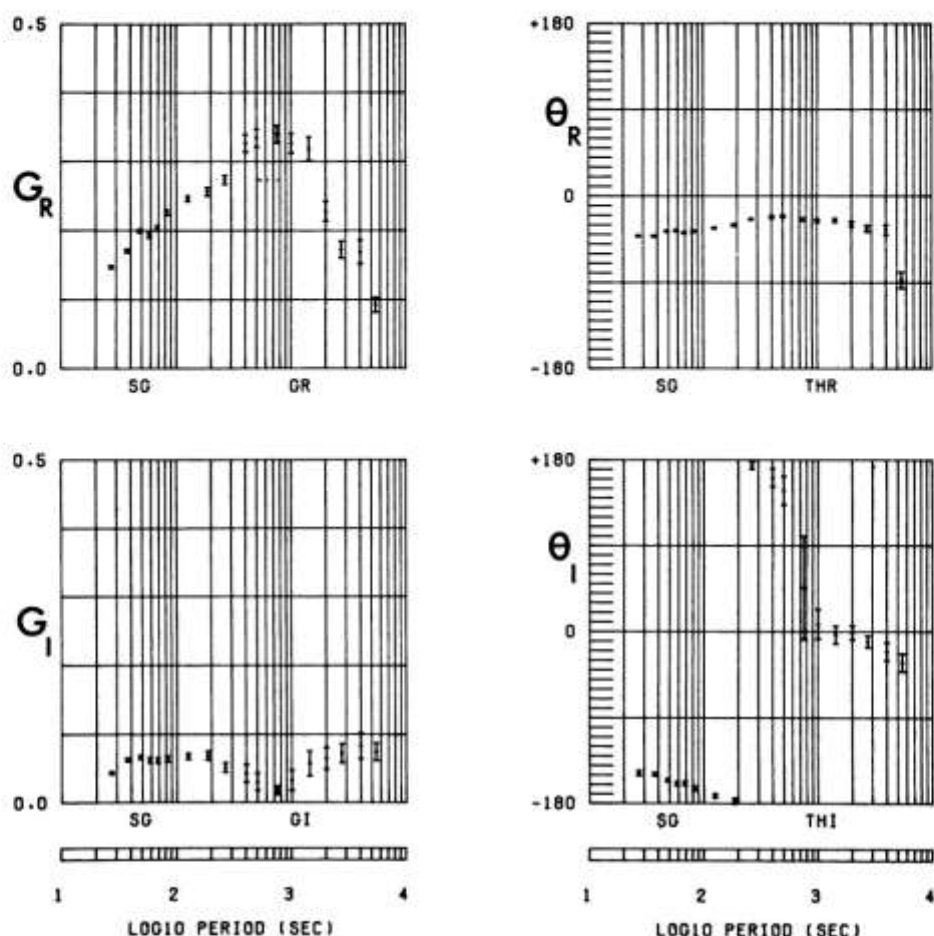 0.5
G_R
0.0
SG GR
+180
θ_R
0
-180
SG THR
0.5
G_I
0.0
SG GI
+180
θ_I
0
-180
SG THI
1 2 3 4
LOG10 PERIOD (SEC)
1 2 3 4
LOG10 PERIOD (SEC)